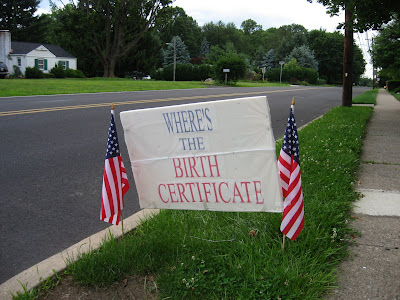 WHERE'S
THE
BIRTH
CERTIFICATE